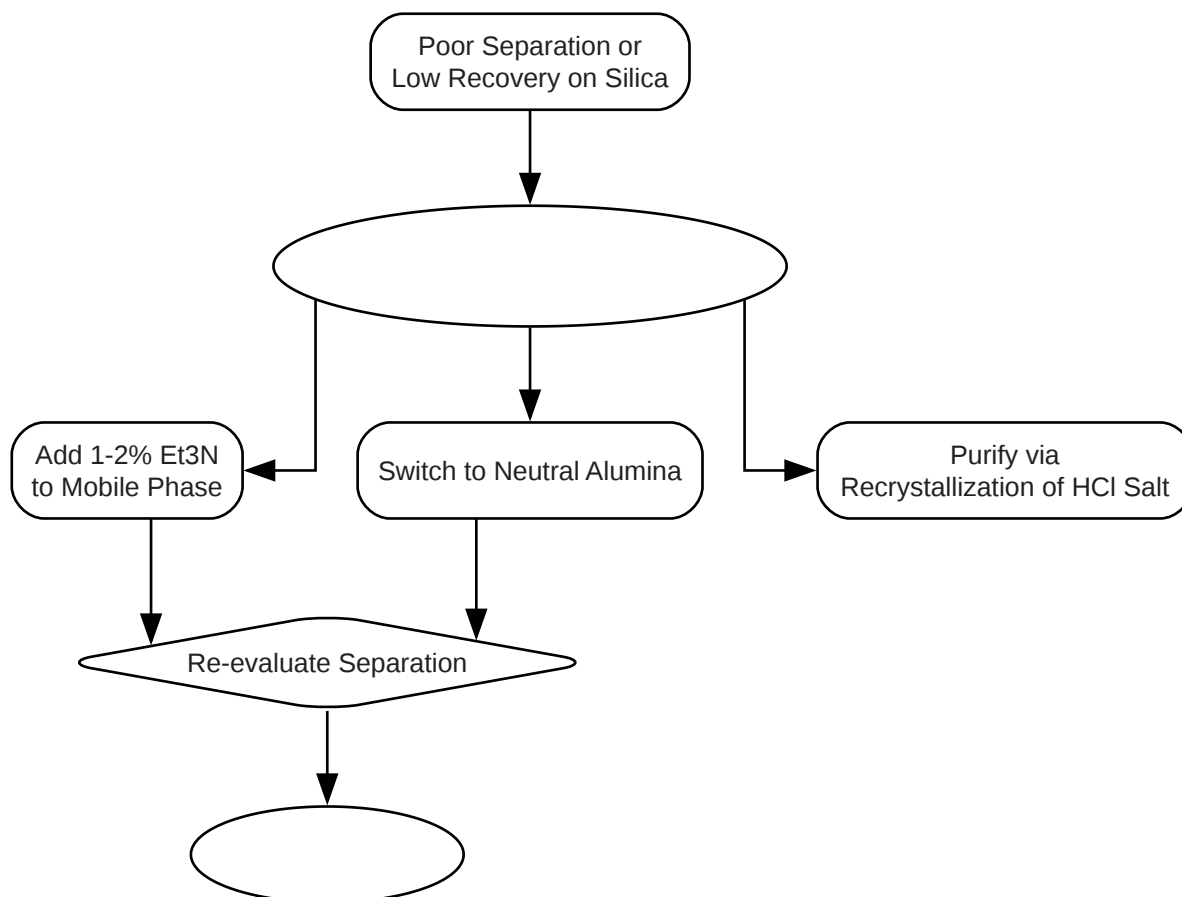 Poor Separation or
Low Recovery on Silica
Add 1-2% Et3N
to Mobile Phase
Switch to Neutral Alumina
Purify via
Recrystallization of HCl Salt
Re-evaluate Separation